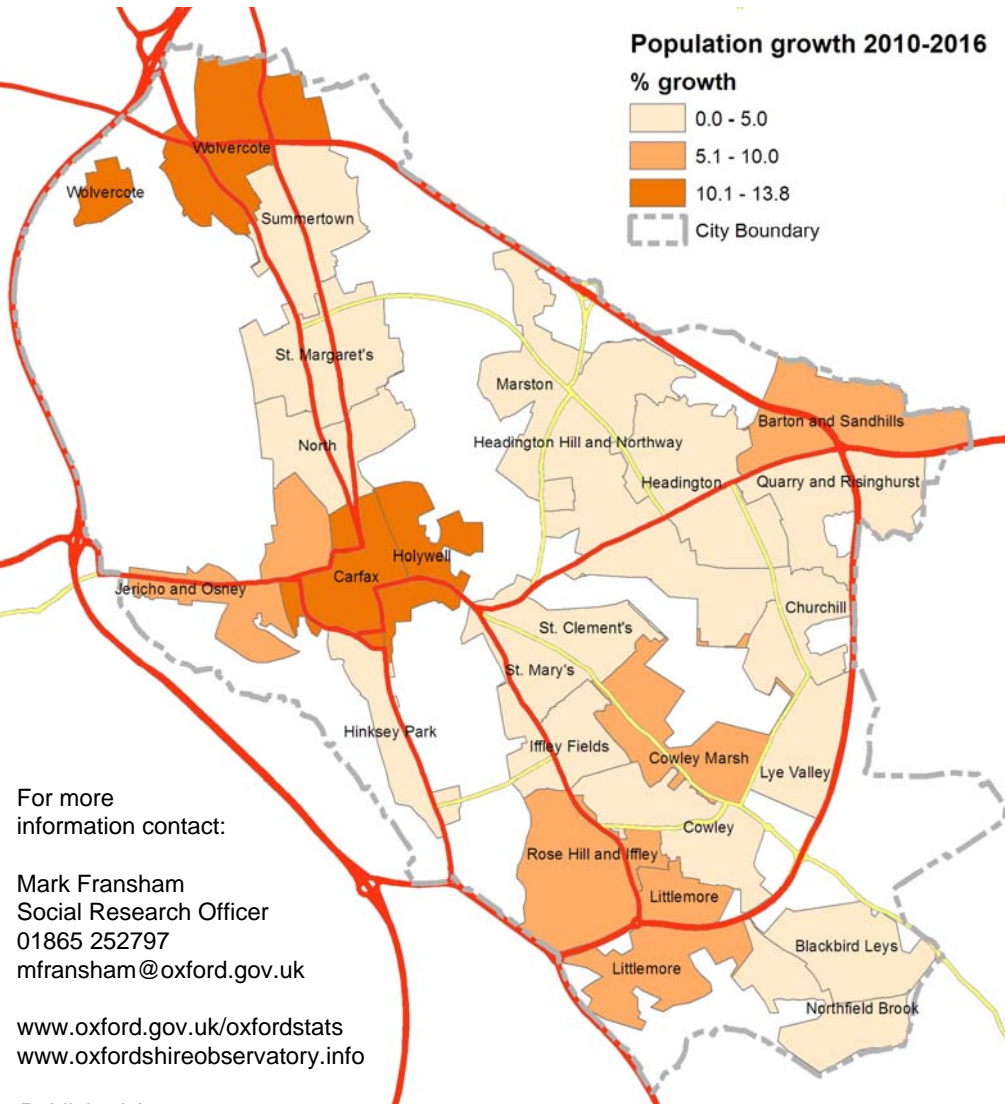 Population growth 2010-2016
% growth
0.0 - 5.0
5.1 - 10.0
10.1 - 13.8
City Boundary
Wolvercote
Wolvercote
Summertown
St. Margaret's
Marston
North
Headington Hill and Northway
Barton and Sandhills
Headington
Quarry and Risinghurst
Holywell
Carfax
Jericho and Osney
Churchill
St. Clement's
St. Mary's
Hinksey Park
Iffley Fields
Cowley Marsh
Lye Valley
Cowley
Rose Hill and Iffley
Littlemore
Littlemore
Blackbird Leys
Northfield Brook
For more
information contact:
Mark Fransham
Social Research Officer
01865 252797
mfransham@oxford.gov.uk
www.oxford.gov.uk/oxfordstats
www.oxfordshireobservatory.info